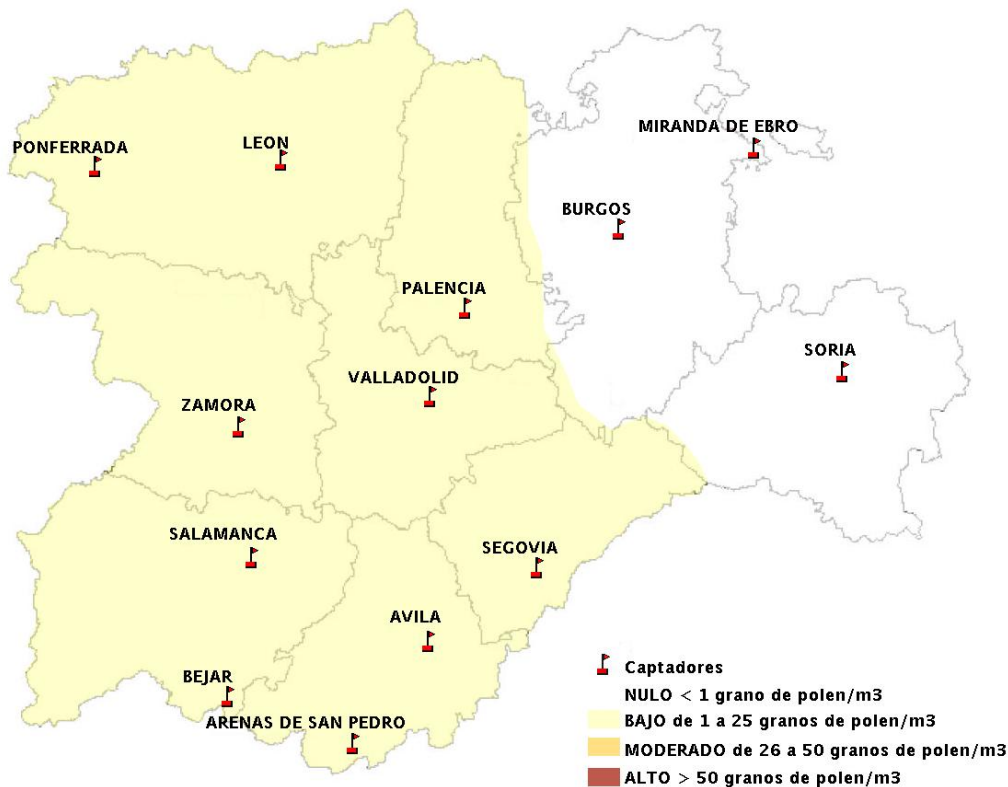 MIRANDA DE EBRO
PONFERRADA
LEON
BURGOS
PALENCIA
SORIA
VALLADOLID
ZAMORA
SALAMANCA
SEGOVIA
AVILA
BEJAR
ARENAS DE SAN PEDRO
Captadores
NULO < 1 grano de polen/m3
BAJO de 1 a 25 granos de polen/m3
MODERADO de 26 a 50 granos de polen/m3
ALTO > 50 granos de polen/m3